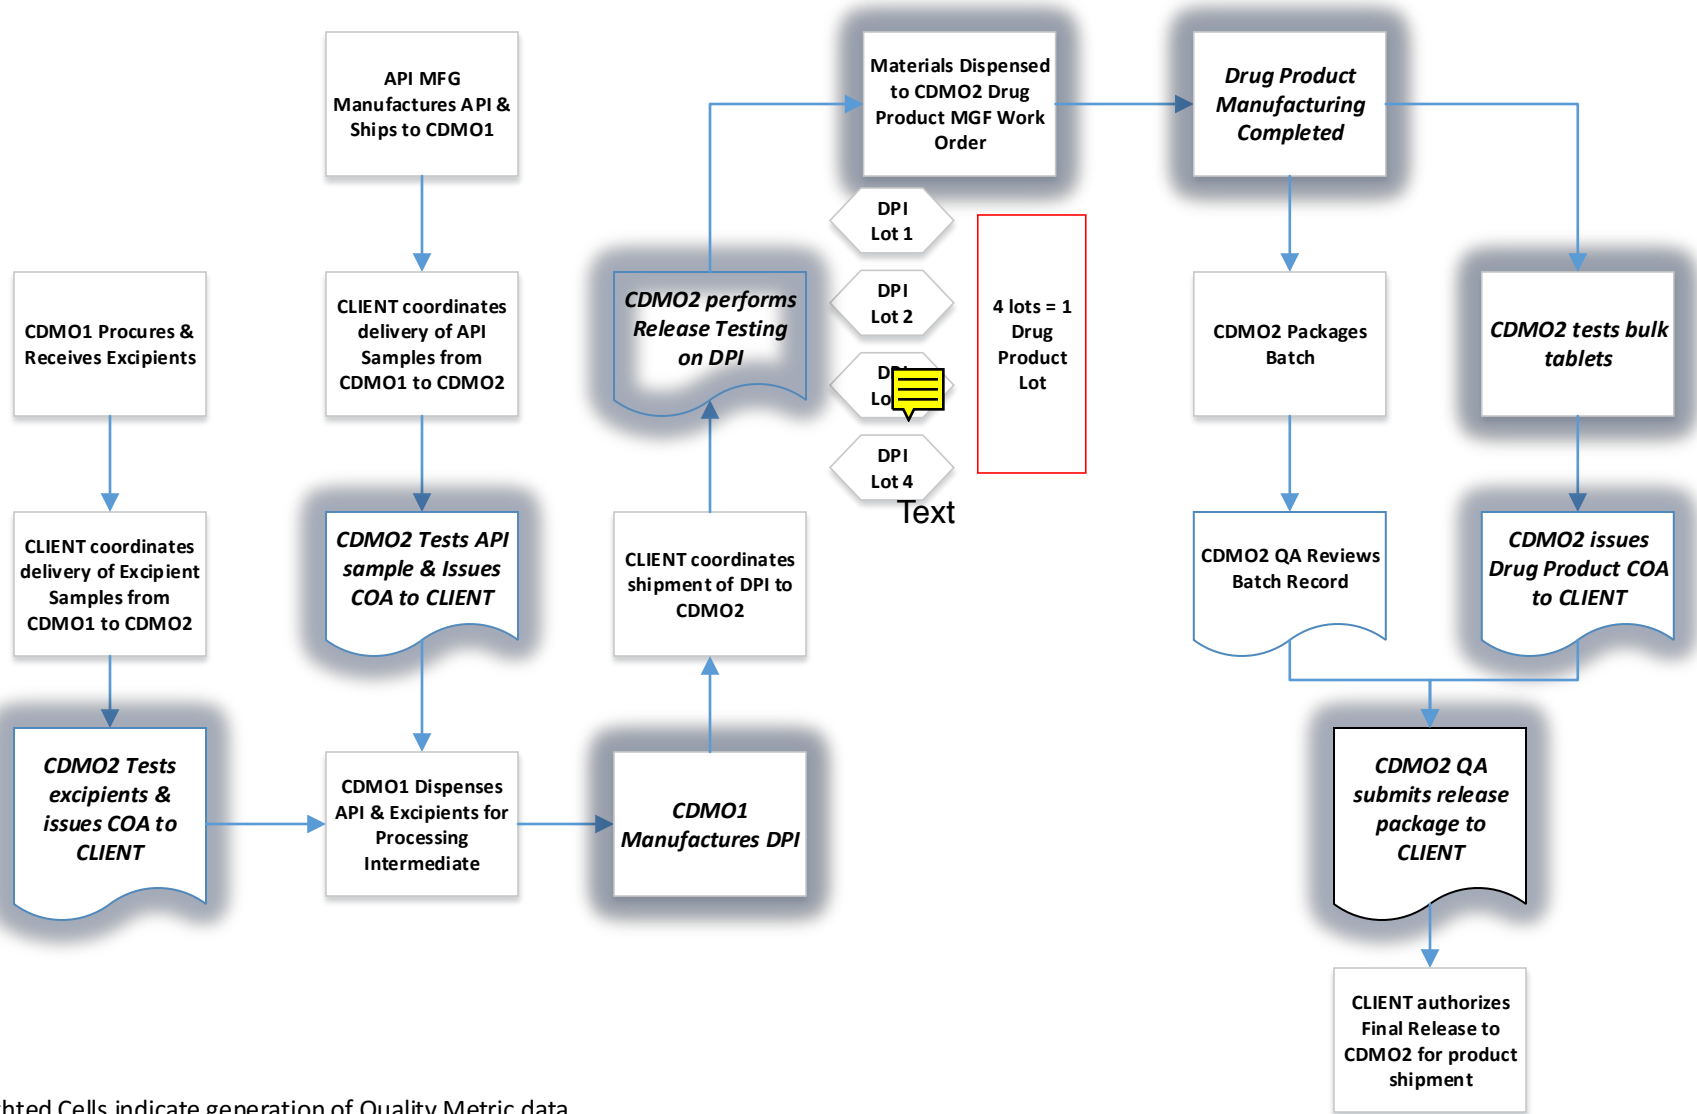 API MFG
Manufactures API &
Ships to CDMO1
Materials Dispensed
to CDMO2 Drug
Product MGF Work
Order
Drug Product
Manufacturing
Completed
DPI
Lot 1
CDMO1 Procures &
Receives Excipients
CLIENT coordinates
delivery of API
Samples from
CDMO1 to CDMO2
CDMO2 performs
Release Testing
on DPI
DPI
Lot 2
4 lots = 1
Drug
Product
Lot
CDMO2 Packages
Batch
CDMO2 tests bulk
tablets
DPI
Lot 4
Text
CLIENT coordinates
delivery of Excipient
Samples from
CDMO1 to CDMO2
CDMO2 Tests API
sample & Issues
COA to CLIENT
CLIENT coordinates
shipment of DPI to
CDMO2
CDMO2 QA Reviews
Batch Record
CDMO2 issues
Drug Product COA
to CLIENT
CDMO2 Tests
excipients &
issues COA to
CLIENT
CDMO1 Dispenses
API & Excipients for
Processing
Intermediate
CDMO1
Manufactures DPI
CDMO2 QA
submits release
package to
CLIENT
CLIENT authorizes
Final Release to
CDMO2 for product
shipment
Cells indicate generation of Quality Metric data